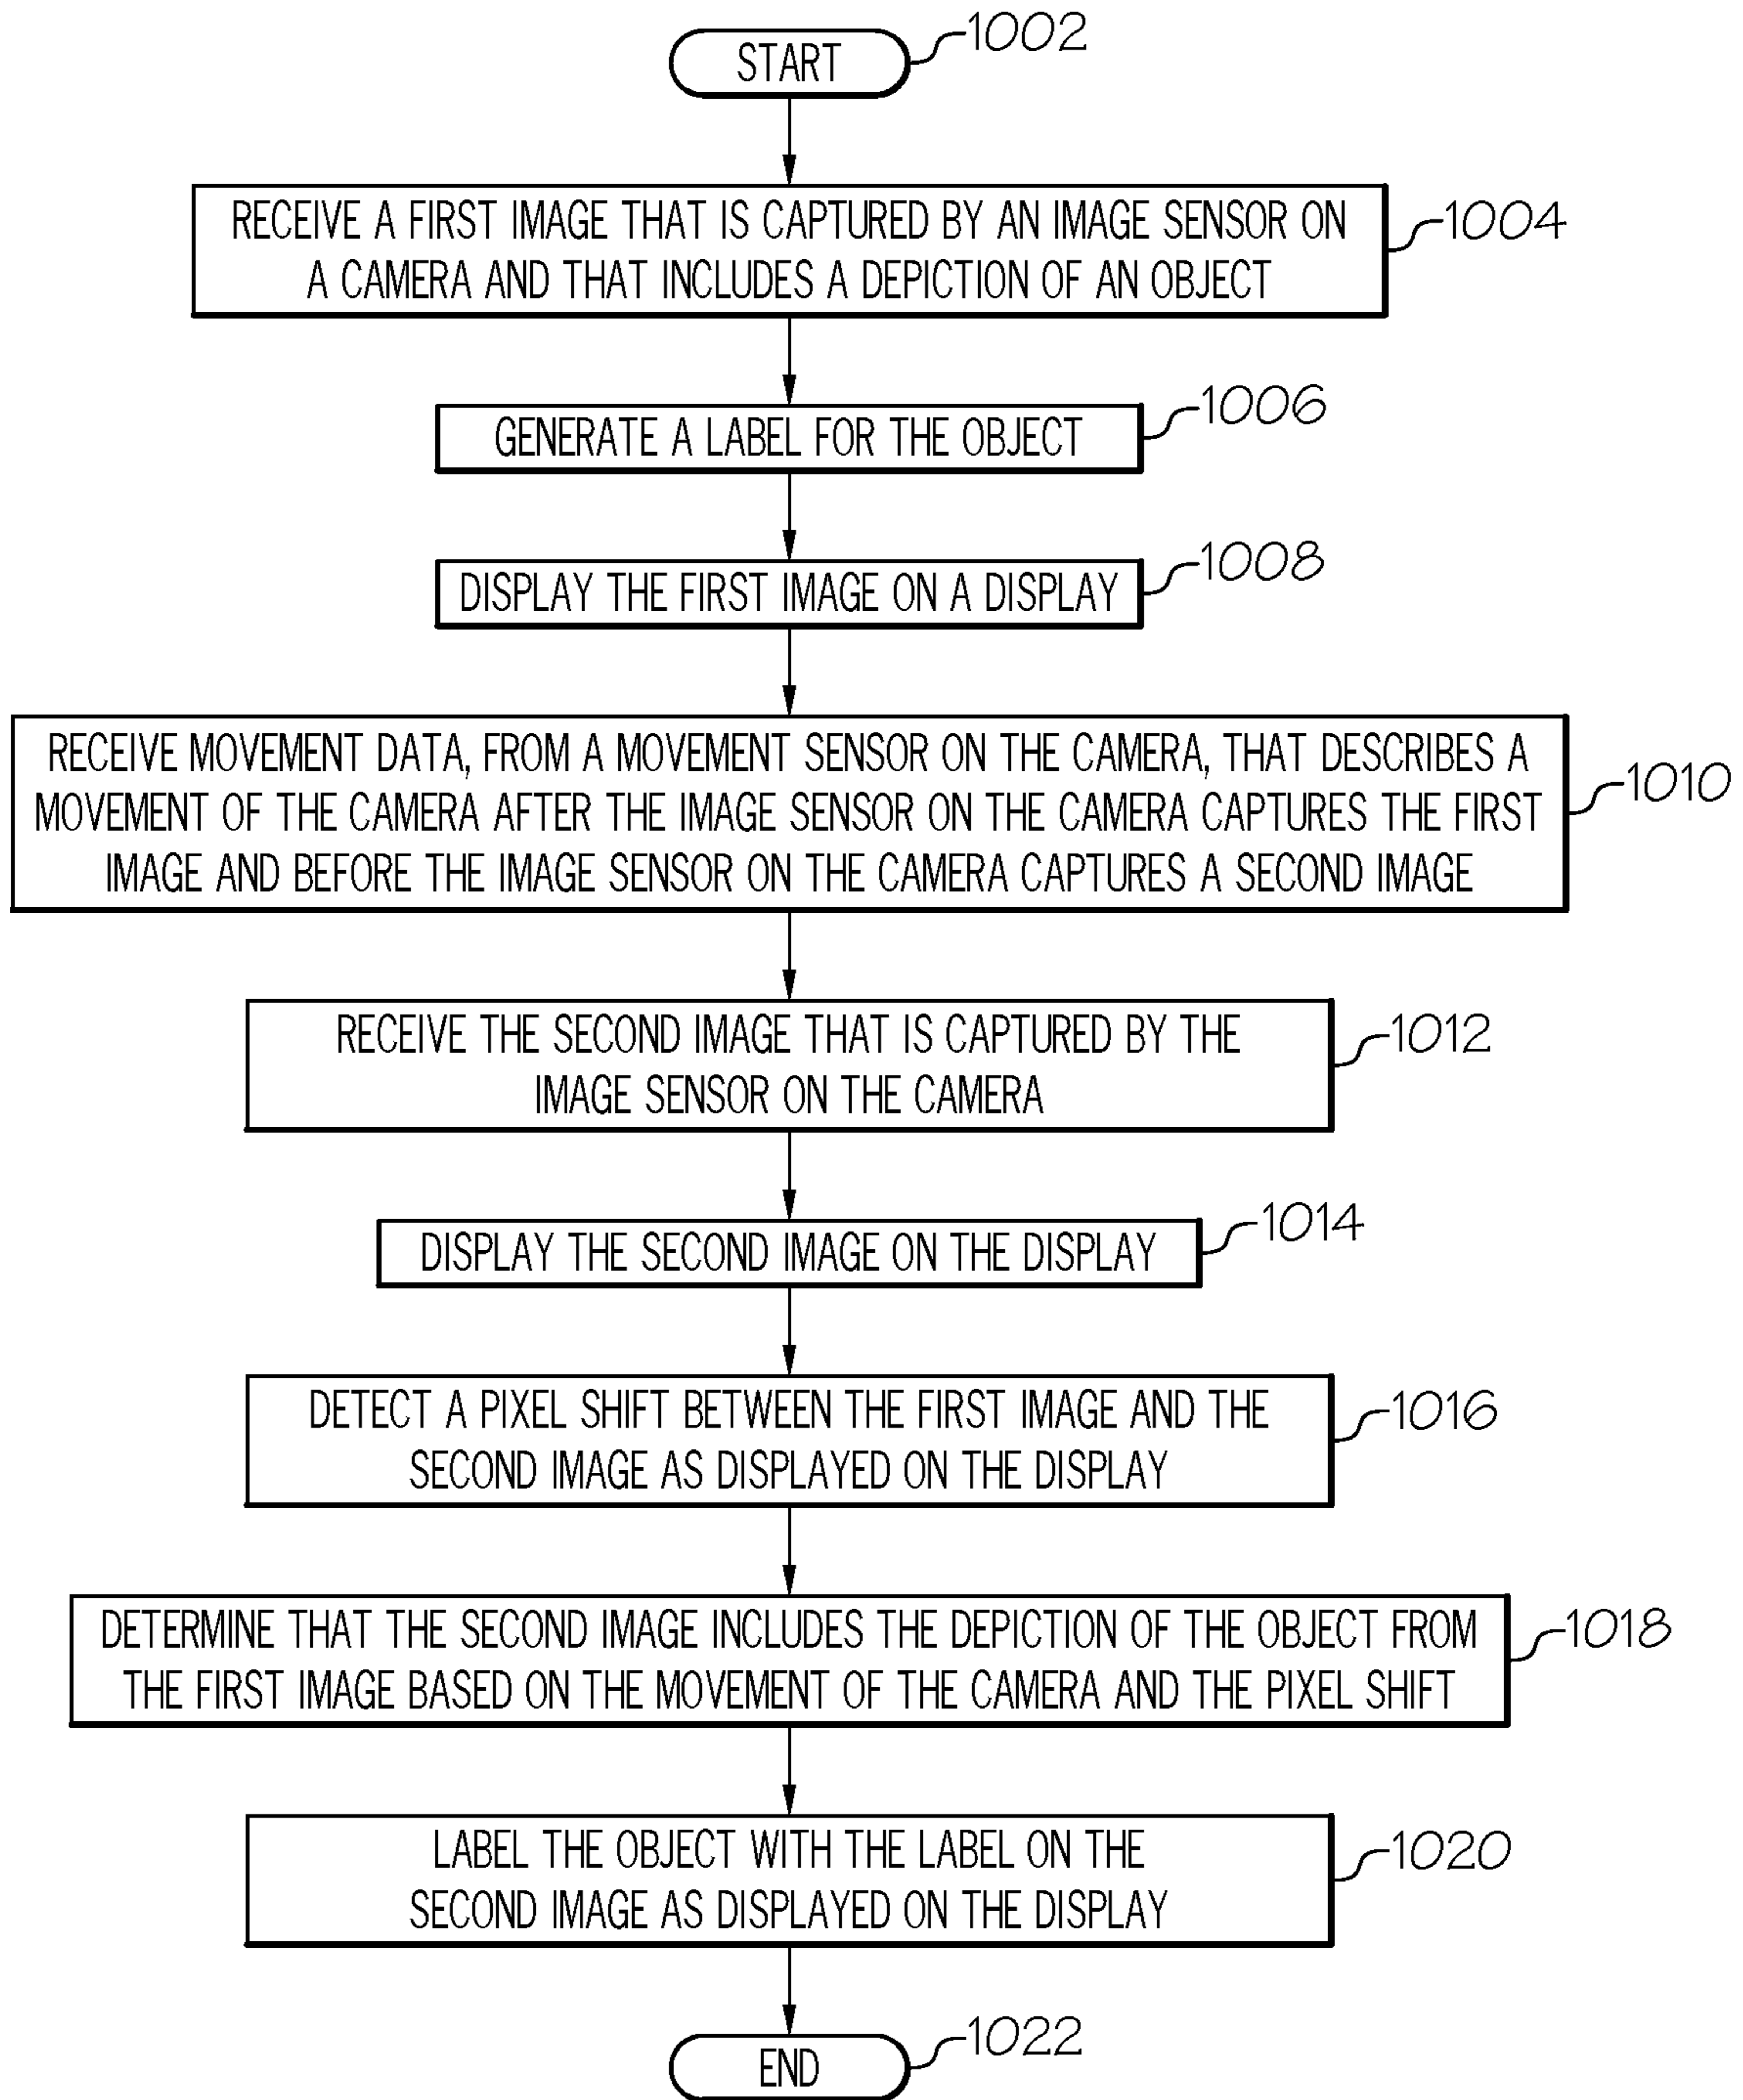 START
1002
RECEIVE A FIRST IMAGE THAT IS CAPTURED BY AN IMAGE SENSOR ON
A CAMERA AND THAT INCLUDES A DEPICTION OF AN OBJECT
1004
GENERATE A LABEL FOR THE OBJECT
1006
DISPLAY THE FIRST IMAGE ON A DISPLAY
1008
RECEIVE MOVEMENT DATA, FROM A MOVEMENT SENSOR ON THE CAMERA, THAT DESCRIBES A
MOVEMENT OF THE CAMERA AFTER THE IMAGE SENSOR ON THE CAMERA CAPTURES THE FIRST
IMAGE AND BEFORE THE IMAGE SENSOR ON THE CAMERA CAPTURES A SECOND IMAGE
1010
RECEIVE THE SECOND IMAGE THAT IS CAPTURED BY THE
IMAGE SENSOR ON THE CAMERA
1012
DISPLAY THE SECOND IMAGE ON THE DISPLAY
1014
DETECT A PIXEL SHIFT BETWEEN THE FIRST IMAGE AND THE
SECOND IMAGE AS DISPLAYED ON THE DISPLAY
1016
DETERMINE THAT THE SECOND IMAGE INCLUDES THE DEPICTION OF THE OBJECT FROM
THE FIRST IMAGE BASED ON THE MOVEMENT OF THE CAMERA AND THE PIXEL SHIFT
1018
LABEL THE OBJECT WITH THE LABEL ON THE
SECOND IMAGE AS DISPLAYED ON THE DISPLAY
1020
END
1022